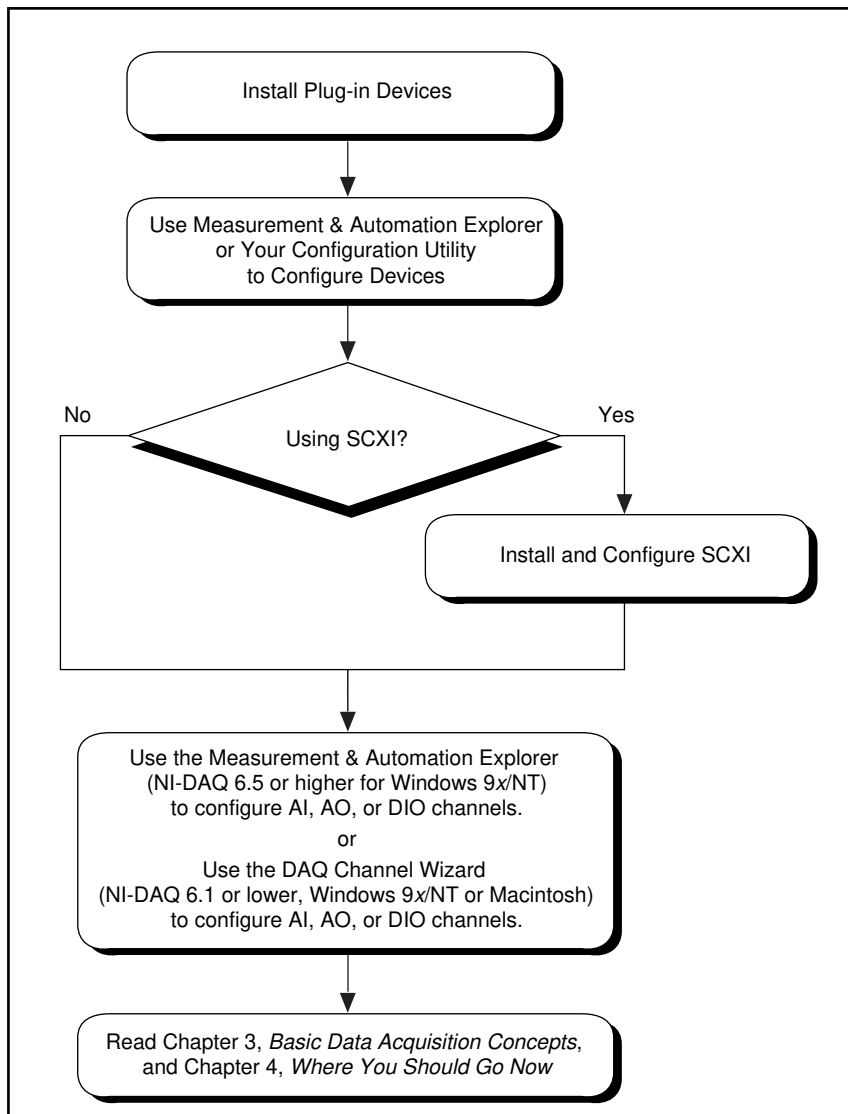 Install Plug-in Devices
Use Measurement & Automation Explorer
or Your Configuration Utility
to Configure Devices
No
Yes
Using SCXI?
Install and Configure SCXI
Use the Measurement & Automation Explorer
(NI-DAQ 6.5 or higher for Windows 9x/NT)
to configure AI, AO, or DIO channels.
or
Use the DAQ Channel Wizard
(NI-DAQ 6.1 or lower, Windows 9x/NT or Macintosh)
to configure AI, AO, or DIO channels.
Read Chapter 3, Basic Data Acquisition Concepts,
and Chapter 4, Where You Should Go Now